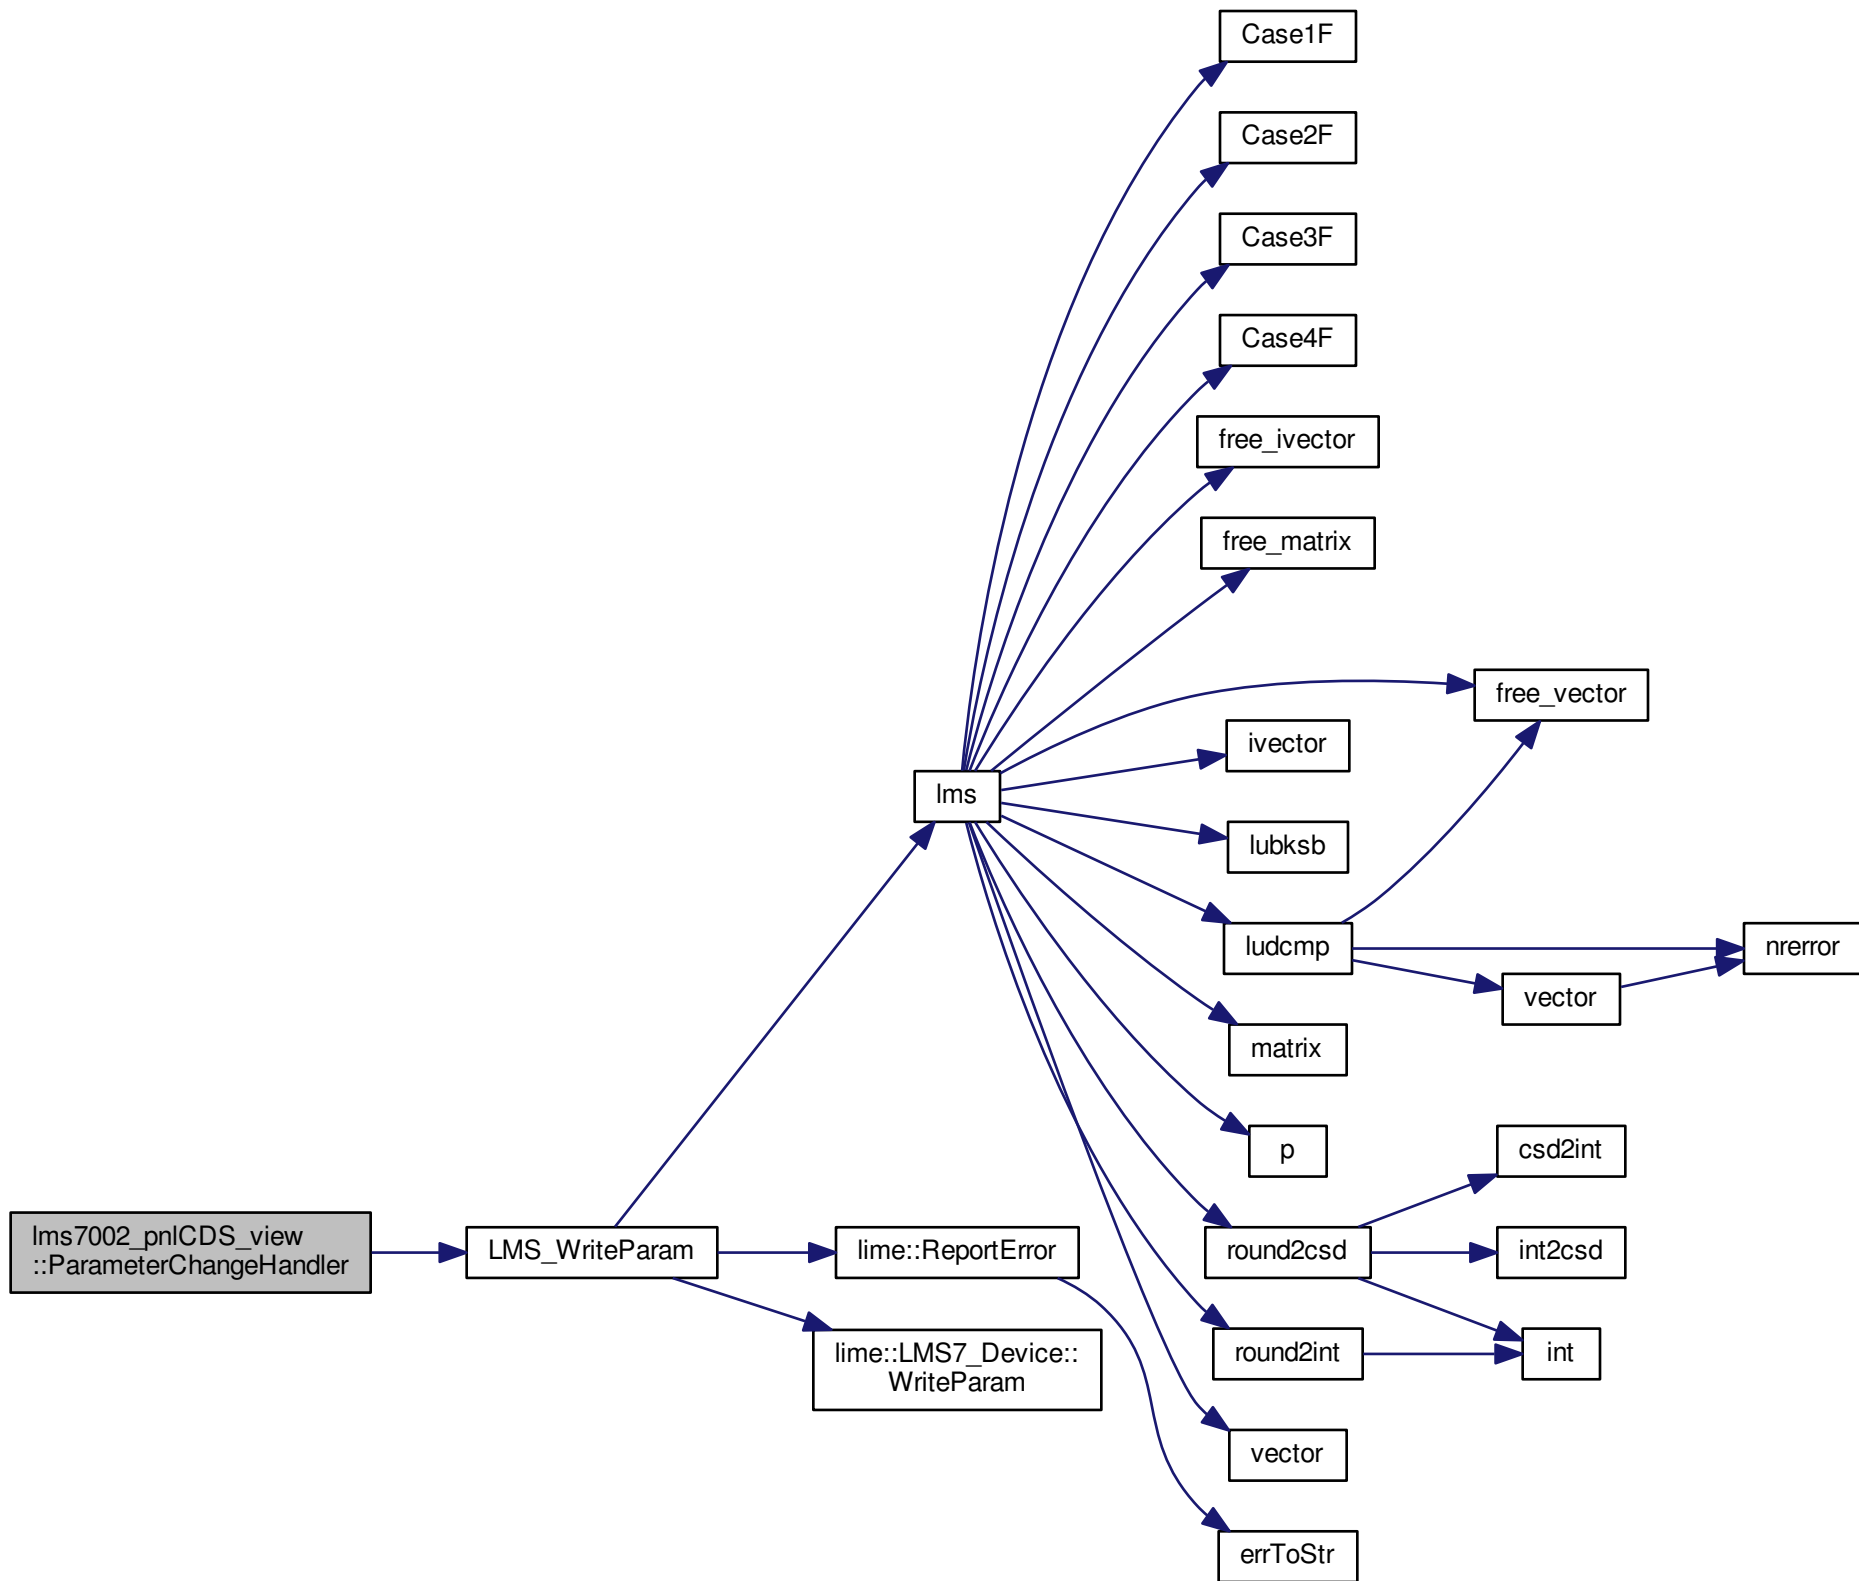 Case1F
Case2F
Case3F
Case4F
free_ivector
free_matrix
free_vector
ivector
lms
lubksb
ludcmp
nrerror
vector
matrix
p
csd2int
lms7002_pnlCDS_view
::ParameterChangeHandler
LMS_WriteParam
lime::ReportError
round2csd
int2csd
lime::LMS7_Device::
WriteParam
round2int
int
vector
errToStr